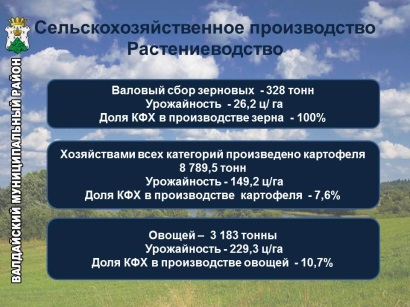 Сельскохозяйственное производство
Растениеводство
ВАЛДАЙСКИЙ МУНИЦИПАЛЬНЫЙ РАЙОН
Валовый сбор зерновых - 328 тонн
Урожайность - 26,2 ц/ га
Доля КФХ в производстве зерна - 100%
Хозяйствами всех категорий произведено картофеля
8 789,5 тонн
Урожайность - 149,2 ц/га
Доля КФХ в производстве картофеля - 7,6%
Овощей – 3 183 тонны
Урожайность - 229,3 ц/га
Доля КФХ в производстве овощей - 10,7%